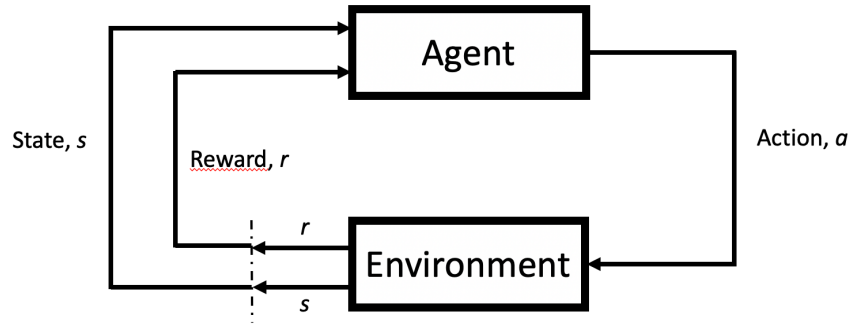 Agent
State, s
Action, a
Reward, r
r
Environment
s